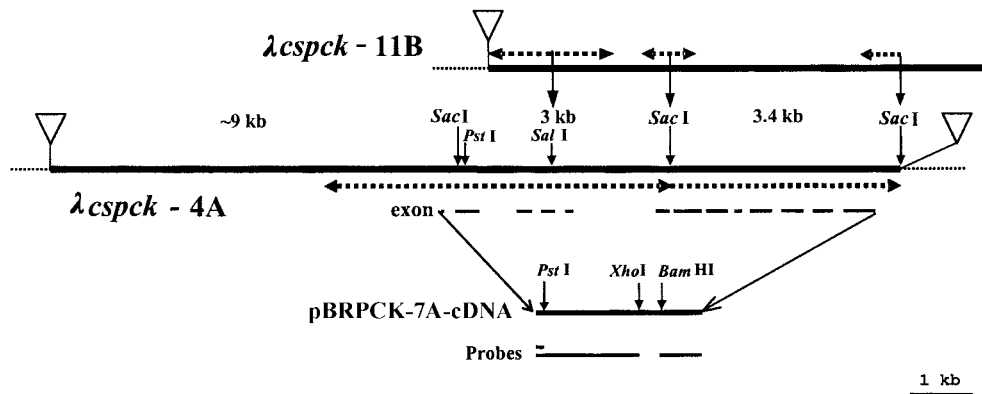 λcspck - 11B
~9 kb
SacI
PstI
3 kb
Sal I
SacI
3.4 kb
SacI
λcspck - 4A
exon
PstI
XhoI
BamHI
pBRPCK-7A-cDNA
Probes
1 kb